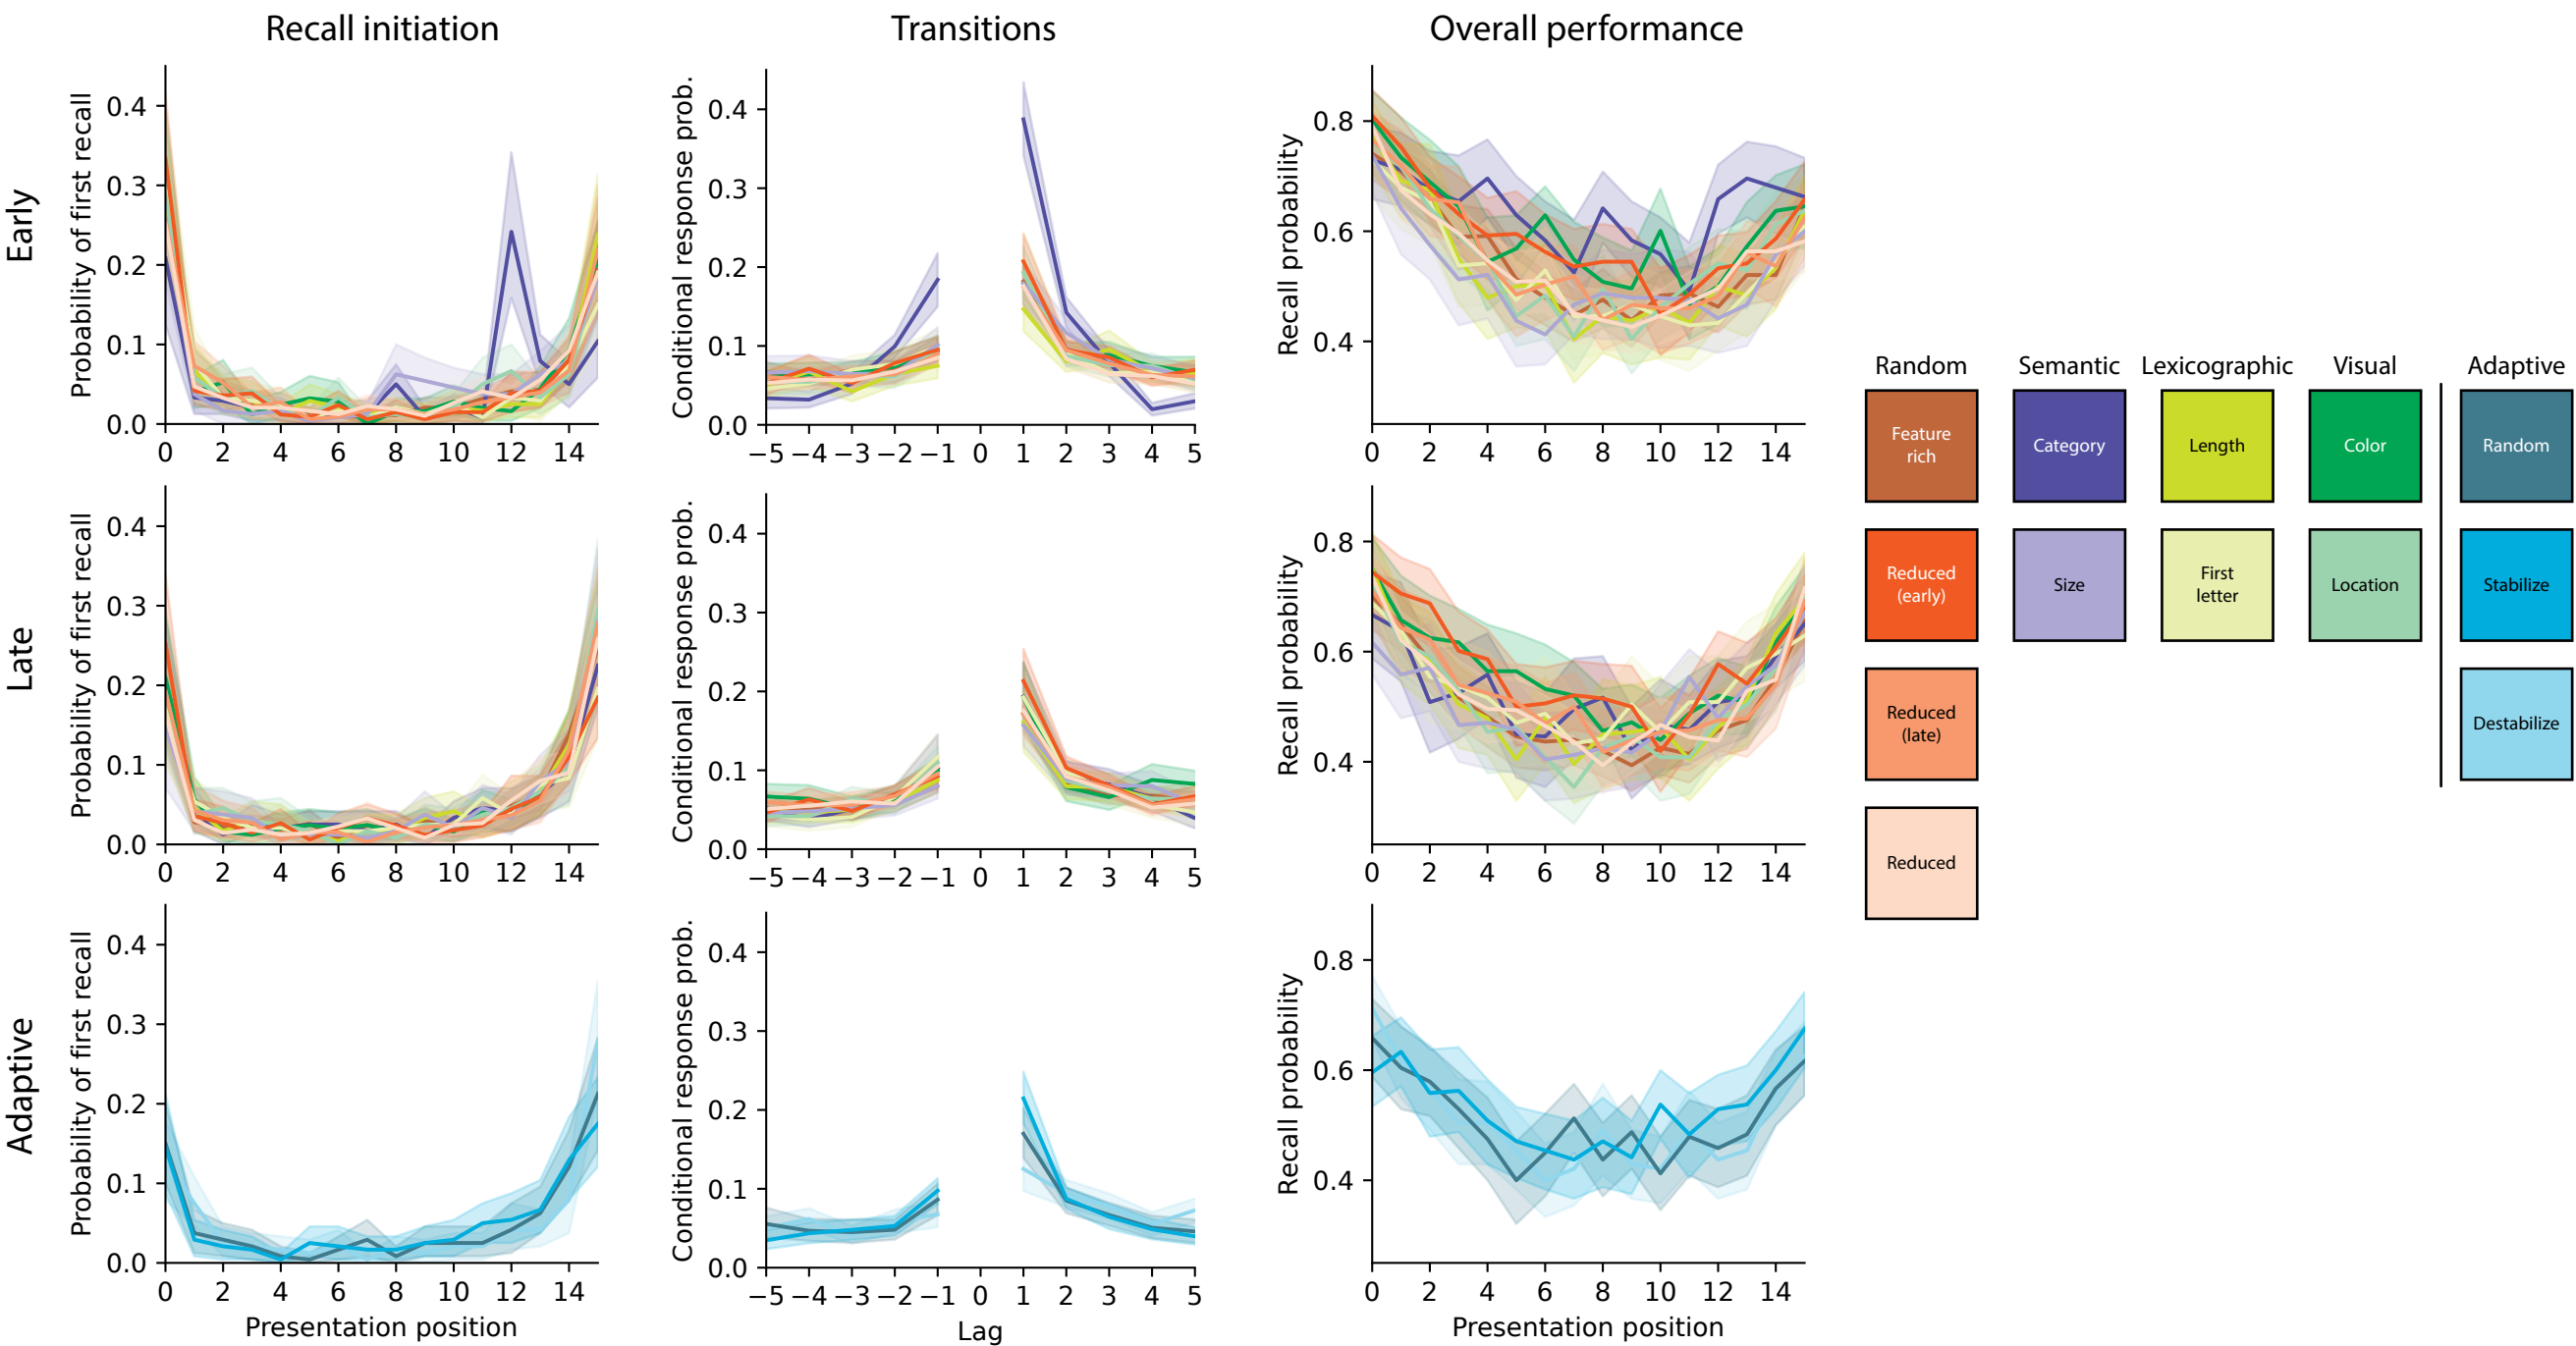 Recall initiation
Transitions
Overall performance
Early
Probability of first recall
0.4
0.3
0.2
0.1
0.0
0 2 4 6 8 10 12 14
Conditional response prob.
0.4
0.3
0.2
0.1
0.0
−5 −4 −3 −2 −1 0 1 2 3 4 5
Recall probability
0.8
0.6
0.4
0 2 4 6 8 10 12 14
Late
Probability of first recall
0.4
0.3
0.2
0.1
0.0
0 2 4 6 8 10 12 14
Conditional response prob.
0.4
0.3
0.2
0.1
0.0
−5 −4 −3 −2 −1 0 1 2 3 4 5
Recall probability
0.8
0.6
0.4
0 2 4 6 8 10 12 14
Adaptive
Probability of first recall
0.4
0.3
0.2
0.1
0.0
0 2 4 6 8 10 12 14
Presentation position
Conditional response prob.
0.4
0.3
0.2
0.1
0.0
−5 −4 −3 −2 −1 0 1 2 3 4 5
Lag
Recall probability
0.8
0.6
0.4
0 2 4 6 8 10 12 14
Presentation position
Random Semantic Lexicographic Visual Adaptive
Feature
rich
Category
Length
Color
Random
Reduced
(early)
Size
First
letter
Location
Stabilize
Reduced
(late)
Destabilize
Reduced